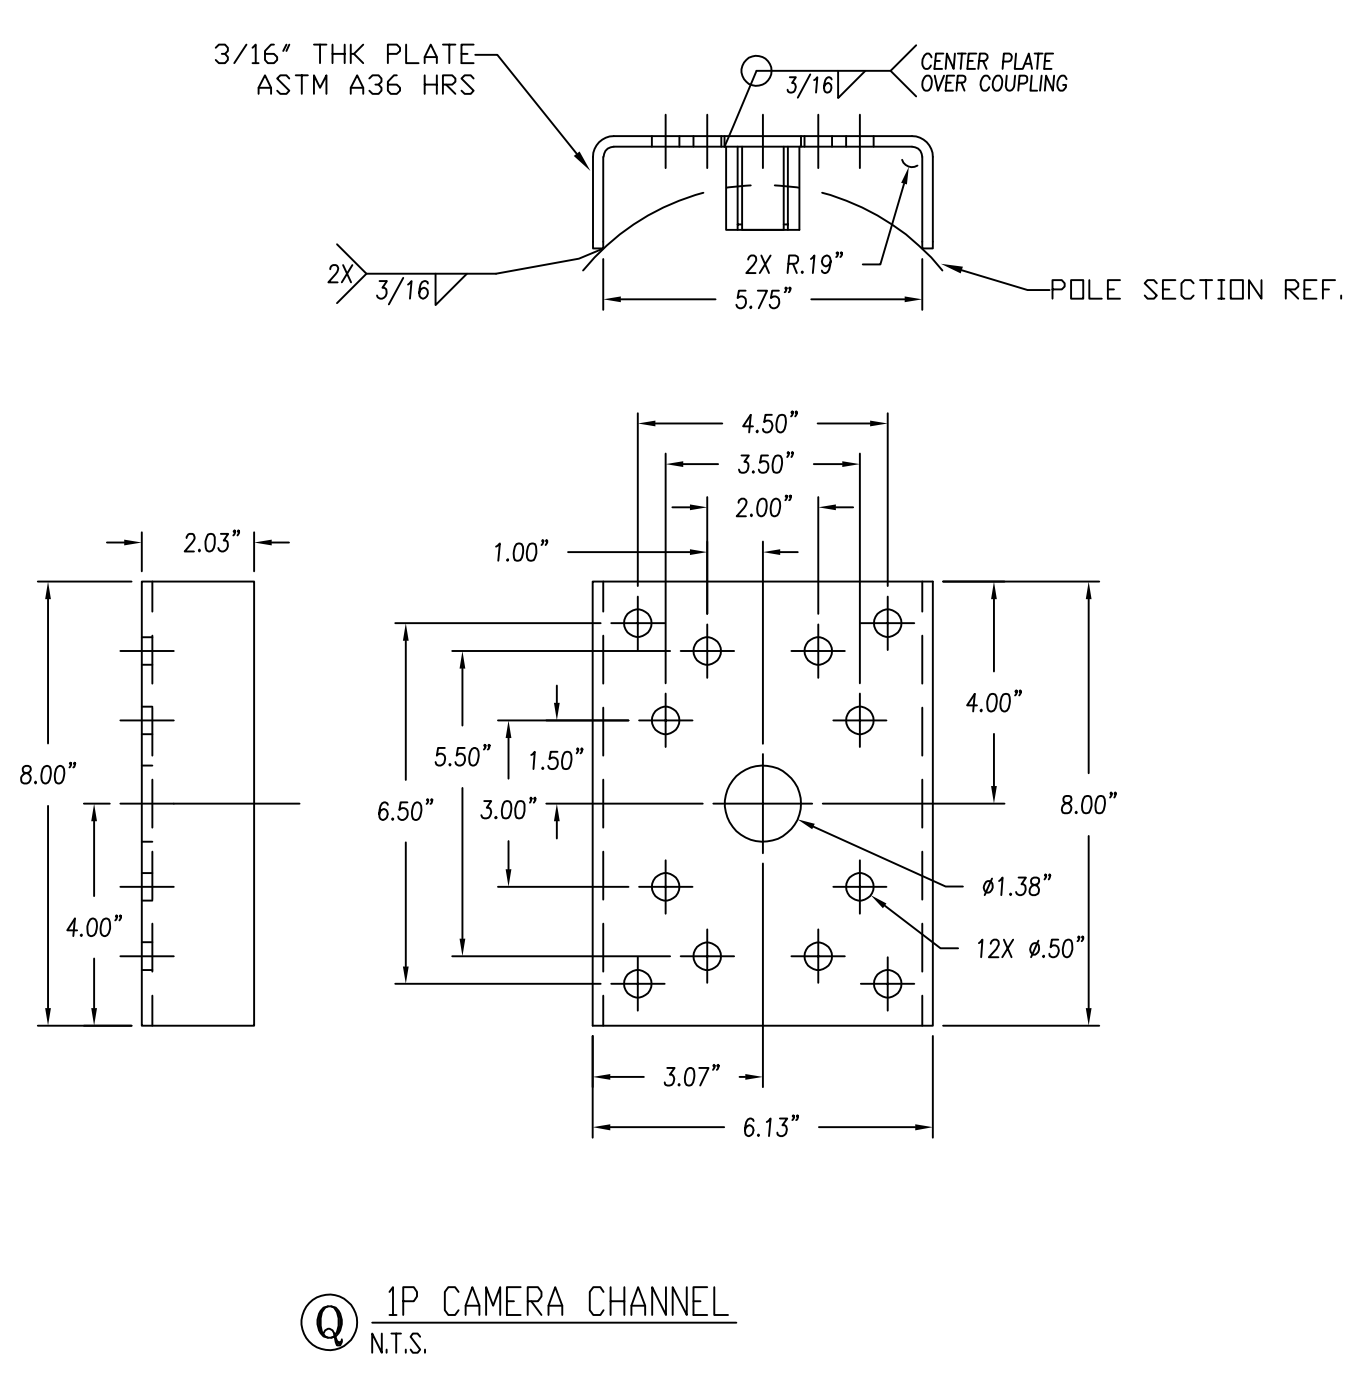 3/16" THK PLATE
ASTM A36 HRS
3/16
CENTER PLATE
OVER COUPLING
2X
3/16
2X R.19"
5.75"
POLE SECTION REF.
4.50"
3.50"
2.00"
1.00"
2.03"
8.00"
4.00"
6.50"
5.50"
3.00"
1.50"
4.00"
8.00"
ø1.38"
12X ø.50"
3.07"
6.13"
Q
1P CAMERA CHANNEL
N.T.S.